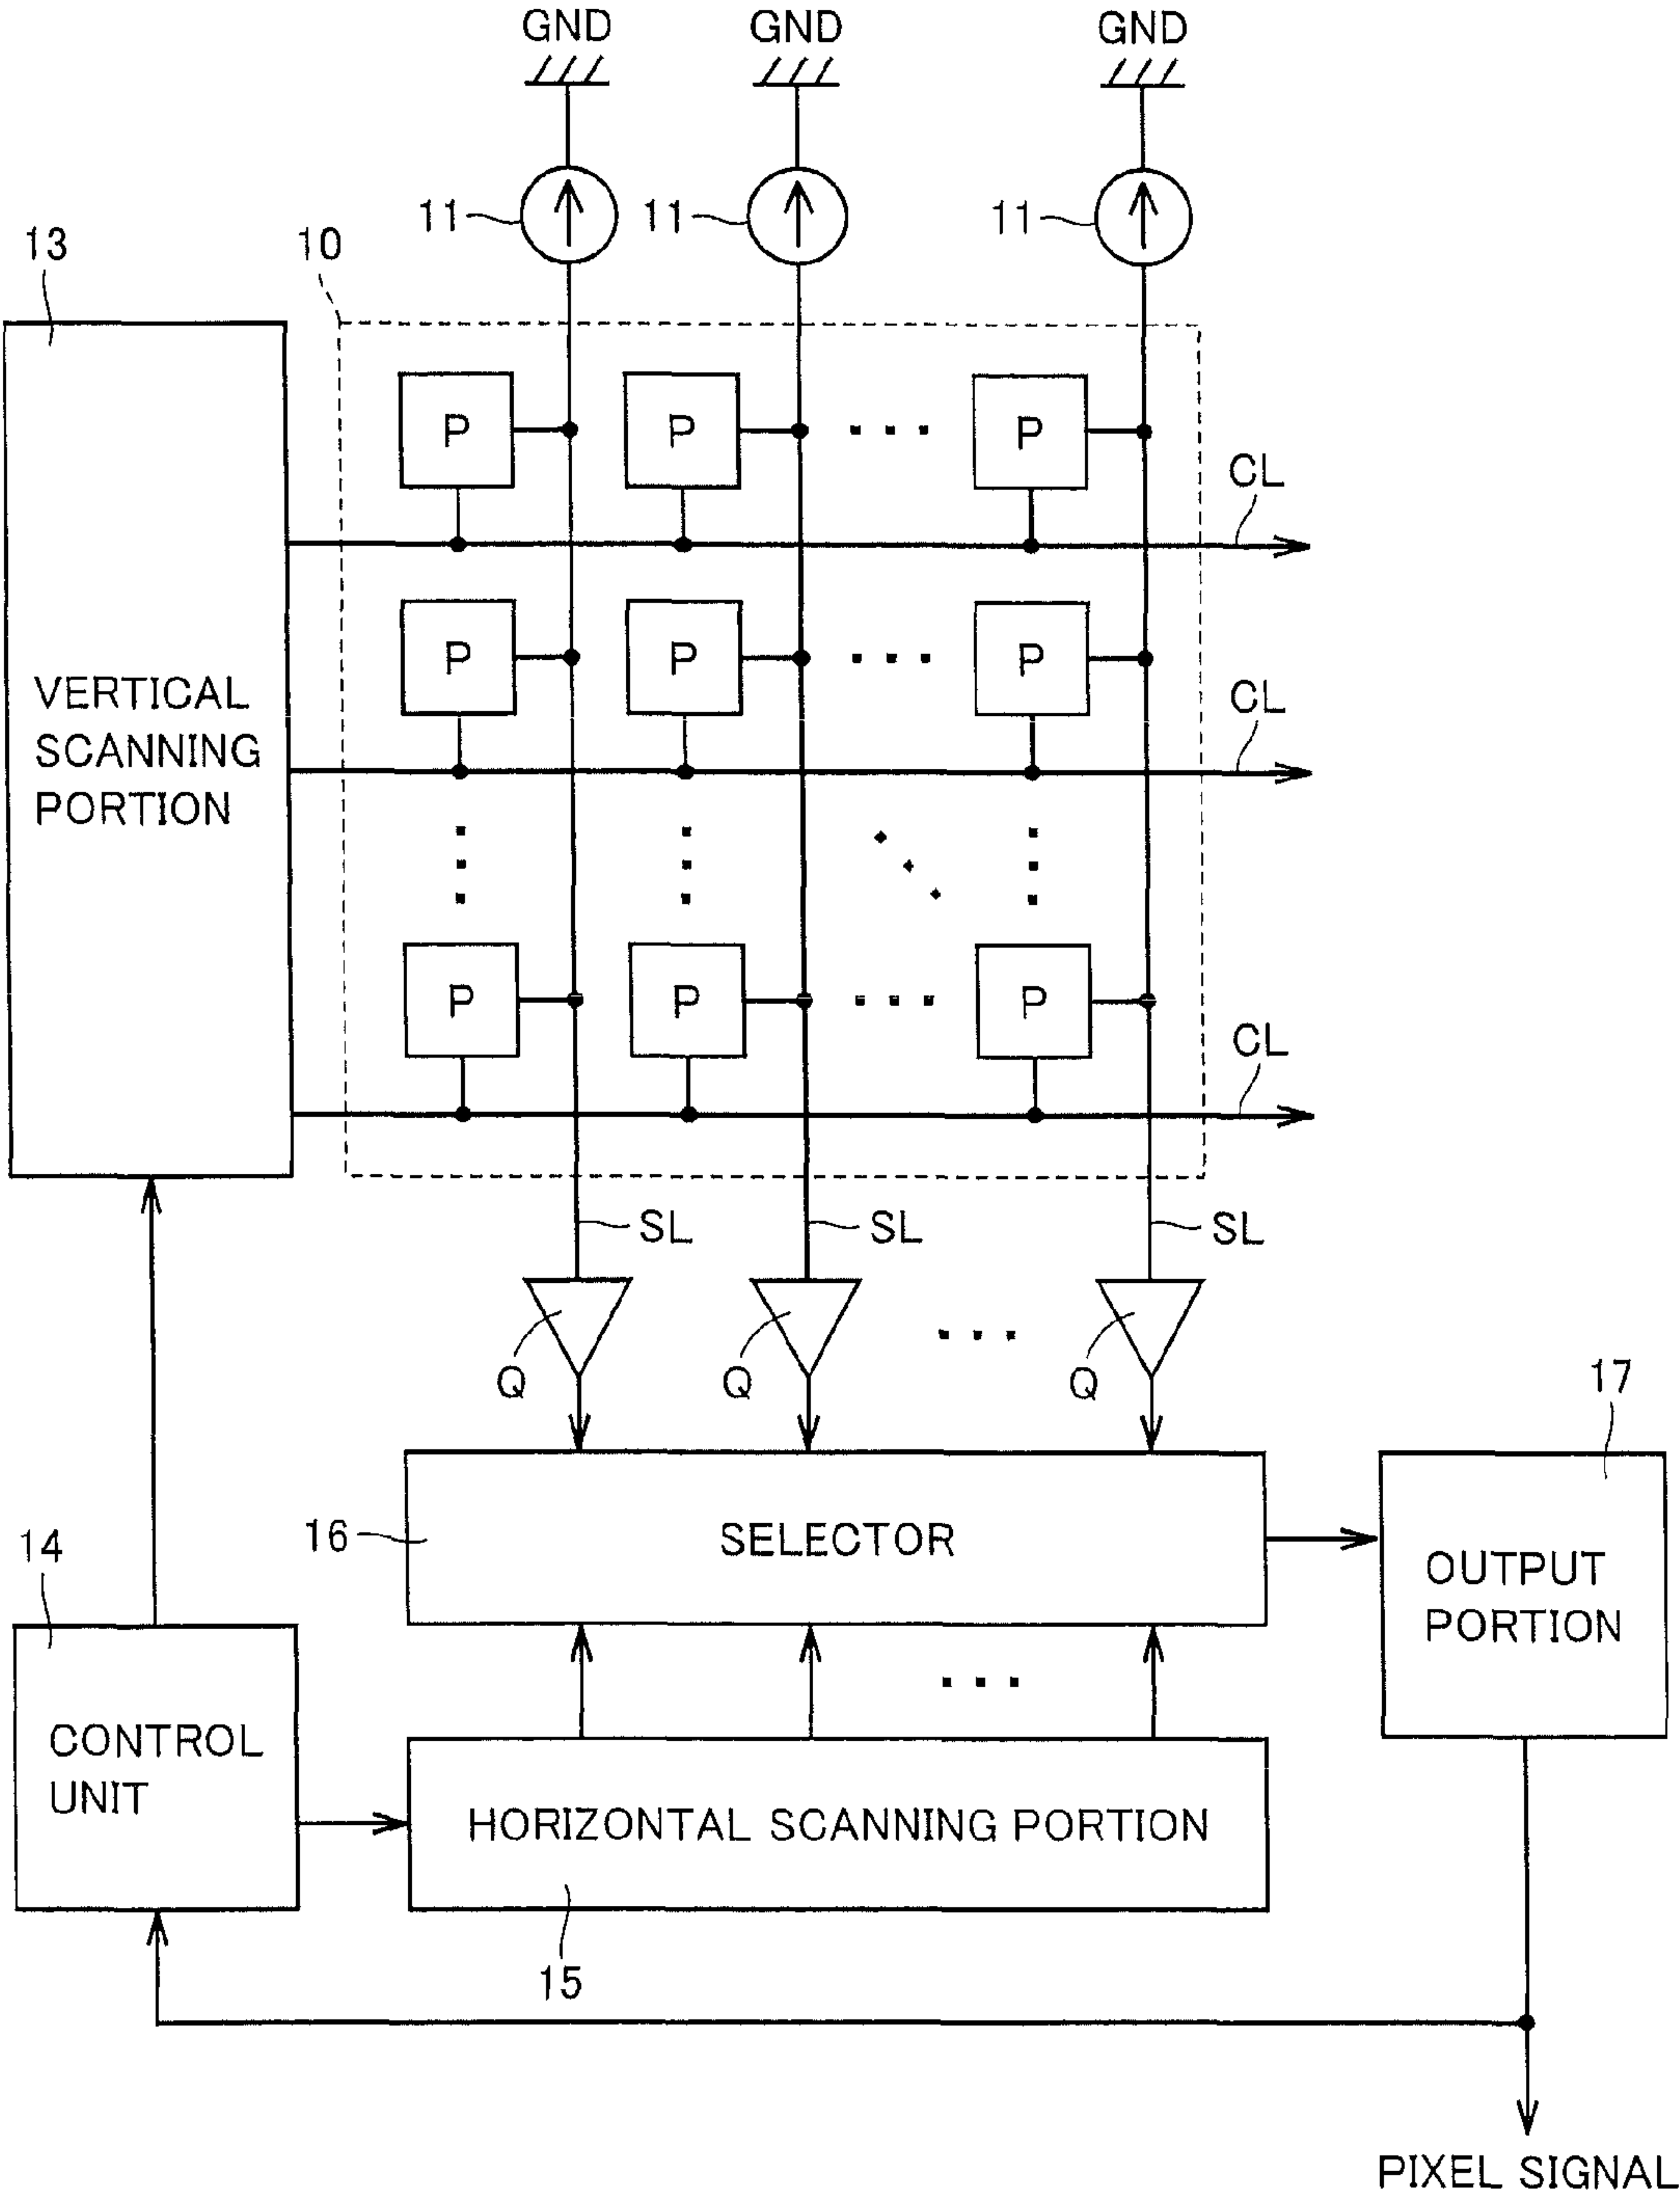 GND GND GND
11 11 11
13 10
P P P
CL
P P P
CL
VERTICAL
SCANNING
PORTION
P P P
CL
SL SL SL
Q Q Q
17
16 SELECTOR
14
OUTPUT
PORTION
CONTROL
UNIT
HORIZONTAL SCANNING PORTION
15
PIXEL SIGNAL